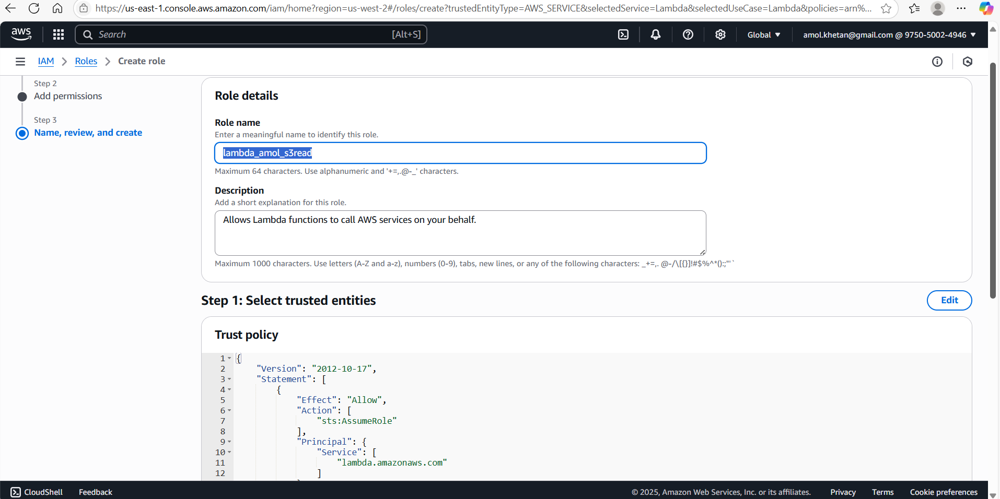 https://us-east-1.console.aws.amazon.com/iam/home?region=us-west-2#/roles/create?trustedEntityType=AWS_SERVICE&selectedService=Lambda&selectedUseCase=Lambda&policies=arn%...
aws
Search [Alt+S]
Global
amol.khetan@gmail.com @ 9750-5002-4946
IAM > Roles > Create role
Step 2
Add permissions
Step 3
Name, review, and create
Role details
Role name
Enter a meaningful name to identify this role.
lambda_amol_s3read
Maximum 64 characters. Use alphanumeric and '+=,.@-_' characters.
Description
Add a short explanation for this role.
Allows Lambda functions to call AWS services on your behalf.
Maximum 1000 characters. Use letters (A-Z and a-z), numbers (0-9), tabs, new lines, or any of the following characters: _+=,. @-/\[{}]!#$%^*();:"'`
Step 1: Select trusted entities
Edit
Trust policy
1 {
2 "Version": "2012-10-17",
3 "Statement": [
4 {
5 "Effect": "Allow",
6 "Action": [
7 "sts:AssumeRole"
8 ],
9 "Principal": {
10 "Service": [
11 "lambda.amazonaws.com"
12 ]
CloudShell Feedback
© 2025, Amazon Web Services, Inc. or its affiliates. Privacy Terms Cookie preferences